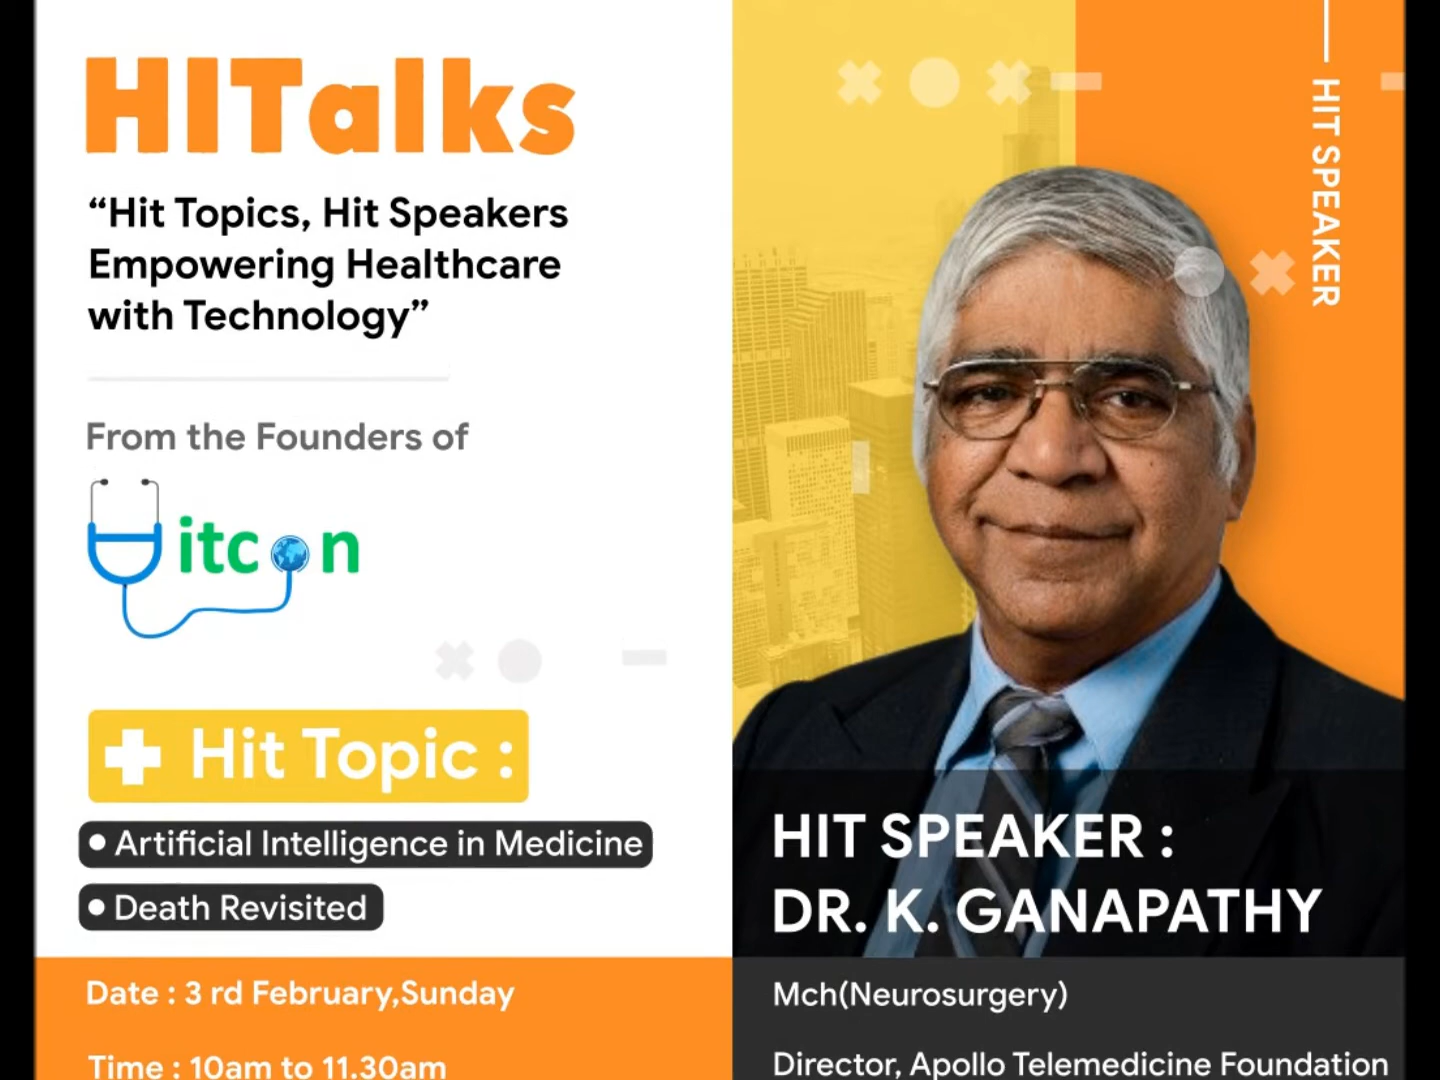 HITalks
“Hit Topics, Hit Speakers
Empowering Healthcare
with Technology”
From the Founders of
Hitcon
Hit Topic :
• Artificial Intelligence in Medicine
• Death Revisited
Date : 3 rd February,Sunday
Time : 10am to 11.30am
HIT SPEAKER
HIT SPEAKER :
DR. K. GANAPATHY
Mch(Neurosurgery)
Director, Apollo Telemedicine Foundation